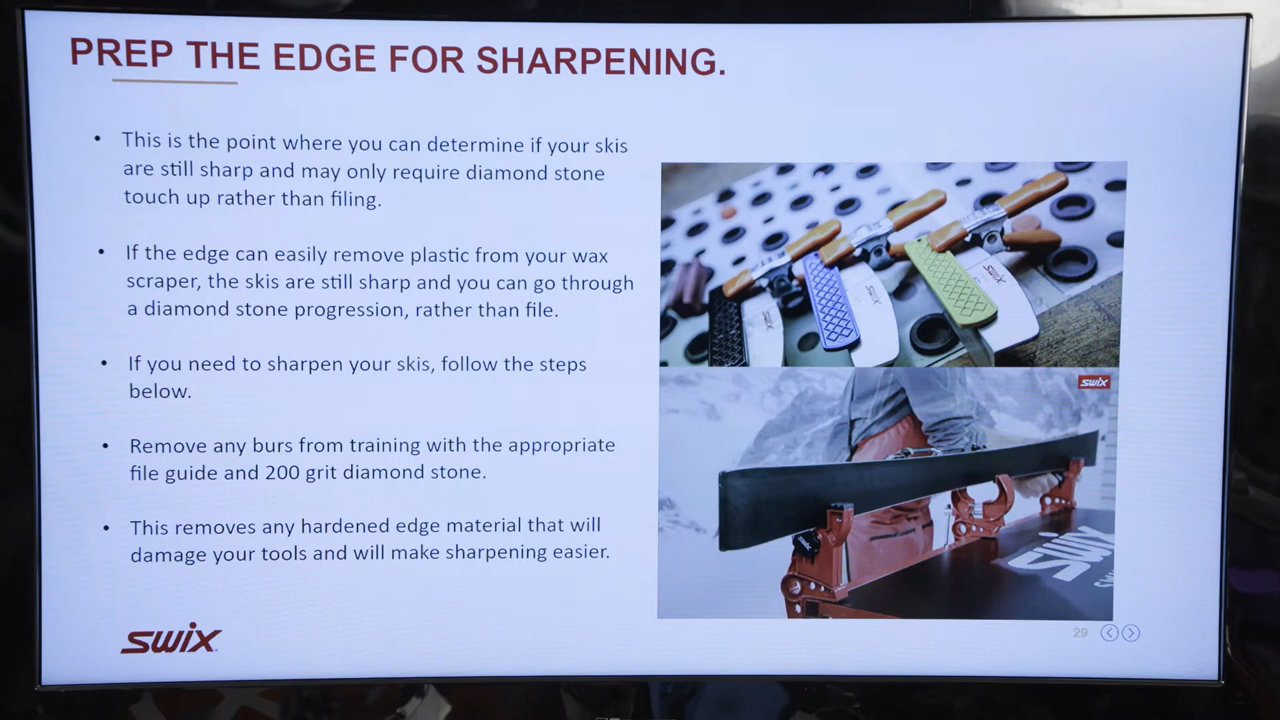 PREP THE EDGE FOR SHARPENING.
• This is the point where you can determine if your skis
are still sharp and may only require diamond stone
touch up rather than filing.
• If the edge can easily remove plastic from your wax
scraper, the skis are still sharp and you can go through
a diamond stone progression, rather than file.
• If you need to sharpen your skis, follow the steps
below.
• Remove any burs from training with the appropriate
file guide and 200 grit diamond stone.
• This removes any hardened edge material that will
damage your tools and will make sharpening easier.
SWIX
SWIX
SWIX
SWIX
SWIX
SWIX
29